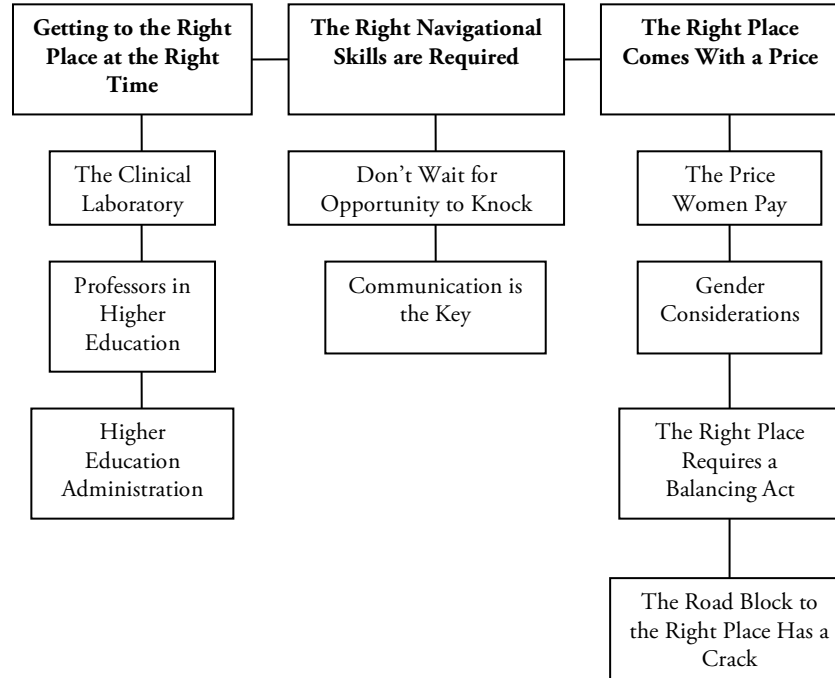 Getting to the Right
Place at the Right
Time
The Right Navigational
Skills are Required
The Right Place
Comes With a Price
The Clinical
Laboratory
Don’t Wait for
Opportunity to Knock
The Price
Women Pay
Professors in
Higher
Education
Communication is
the Key
Gender
Considerations
Higher
Education
Administration
The Right Place
Requires a
Balancing Act
The Road Block to
the Right Place Has a
Crack